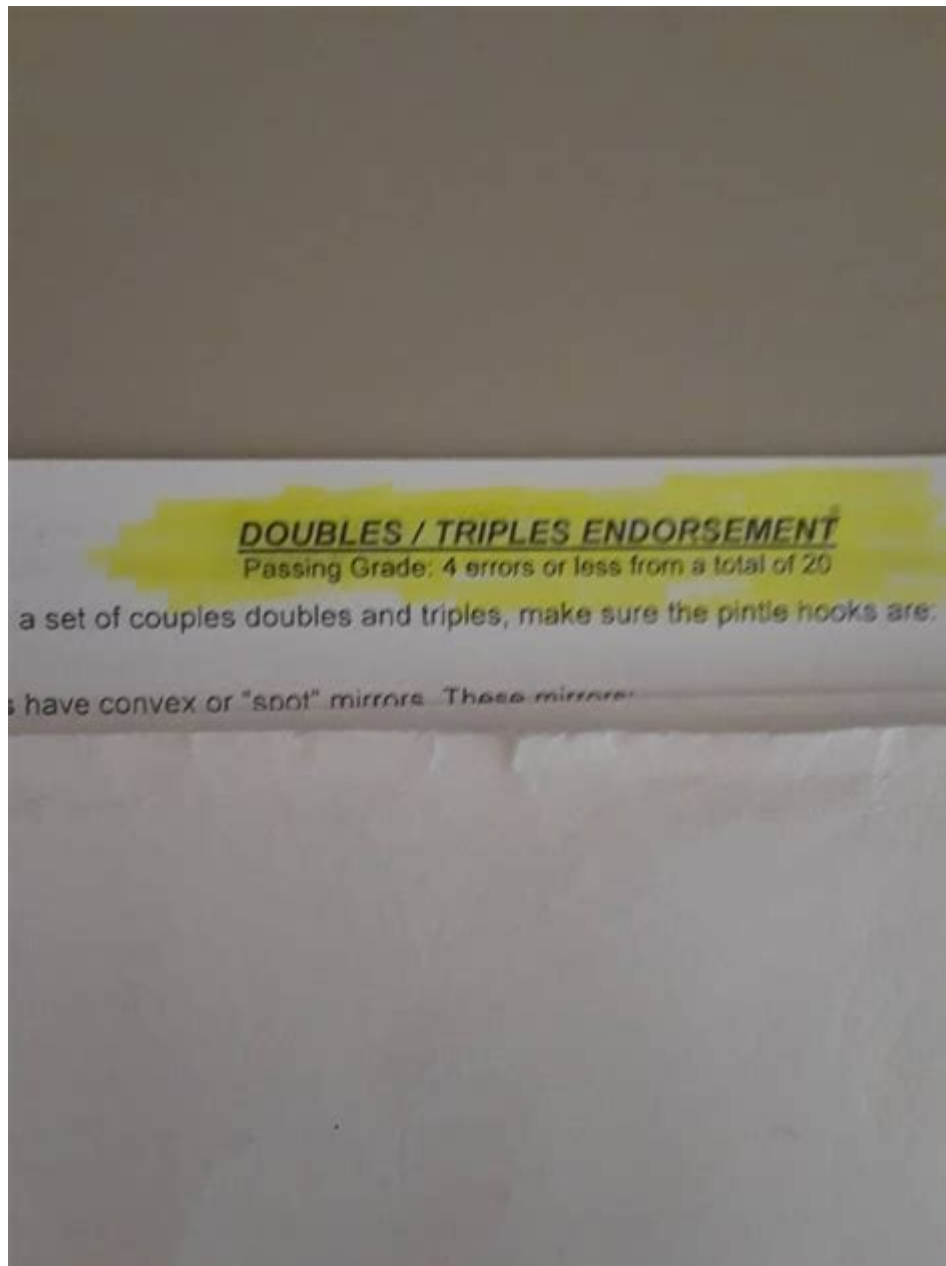 DOUBLES / TRIPLES ENDORSEMENT
Passing Grade: 4 errors or less from a total of 20
a set of couples doubles and triples, make sure the pintle hooks are:
s have convex or "spot" mirrors. These mirrors: